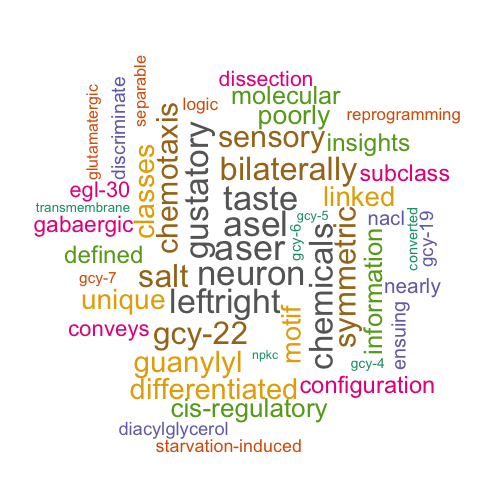 dissection
molecular
poorly
reprogramming
sensory
insights
bilaterally
subclass
logic
separable
discriminate
glutamatergic
chemotaxis
classes
gustatory
egl-30
transmembrane
gabaergic
taste
linked
asel
gcy-5
gcy-6
nacl
gcy-19
converted
aser
defined
symmetric
information
chemicals
neuron
salt
gcy-7
nearly
ensuing
unique
leftright
motif
conveys
gcy-22
npkc
gcy-4
guanylyl
differentiated
configuration
cis-regulatory
diacylglycerol
starvation-induced